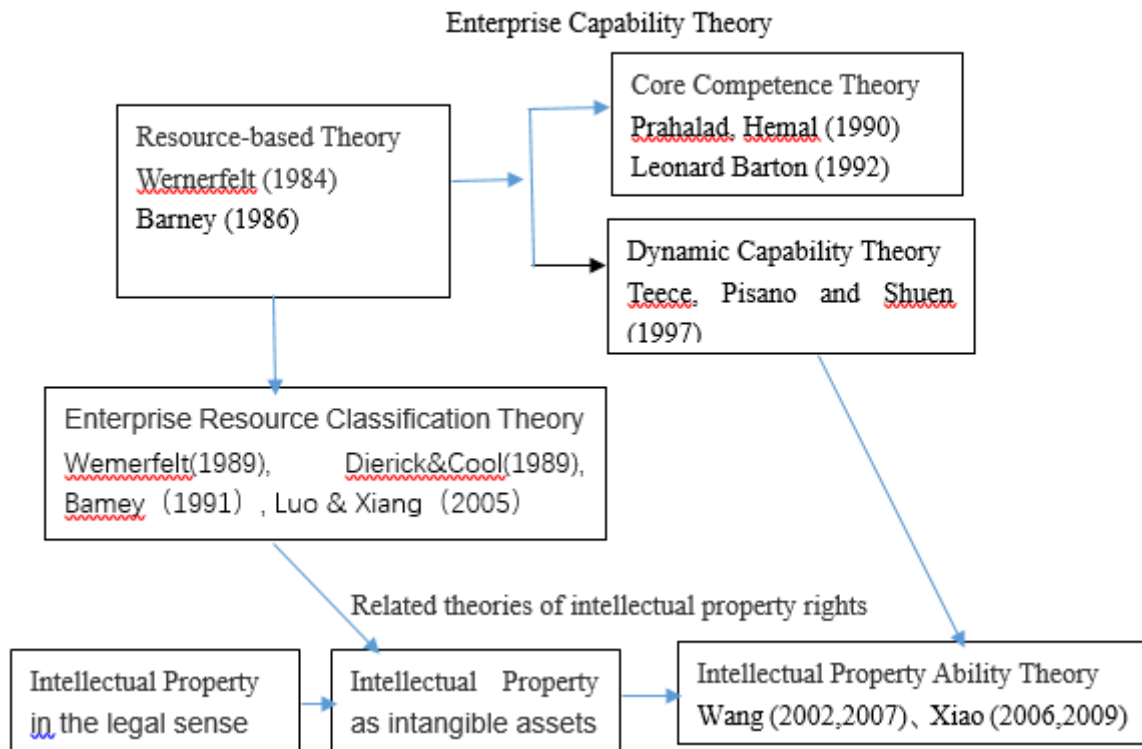 Enterprise Capability Theory
Core Competence Theory
Prahalad, Hemal (1990)
Leonard Barton (1992)
Resource-based Theory
Wernerfelt (1984)
Barney (1986)
Dynamic Capability Theory
Teece, Pisano and Shuen
(1997)
Enterprise Resource Classification Theory
Wemerfelt(1989), Dierick&Cool(1989),
Bamey（1991）, Luo & Xiang（2005）
Related theories of intellectual property rights
Intellectual Property
in the legal sense
Intellectual Property
as intangible assets
Intellectual Property Ability Theory
Wang (2002,2007)、Xiao (2006,2009)